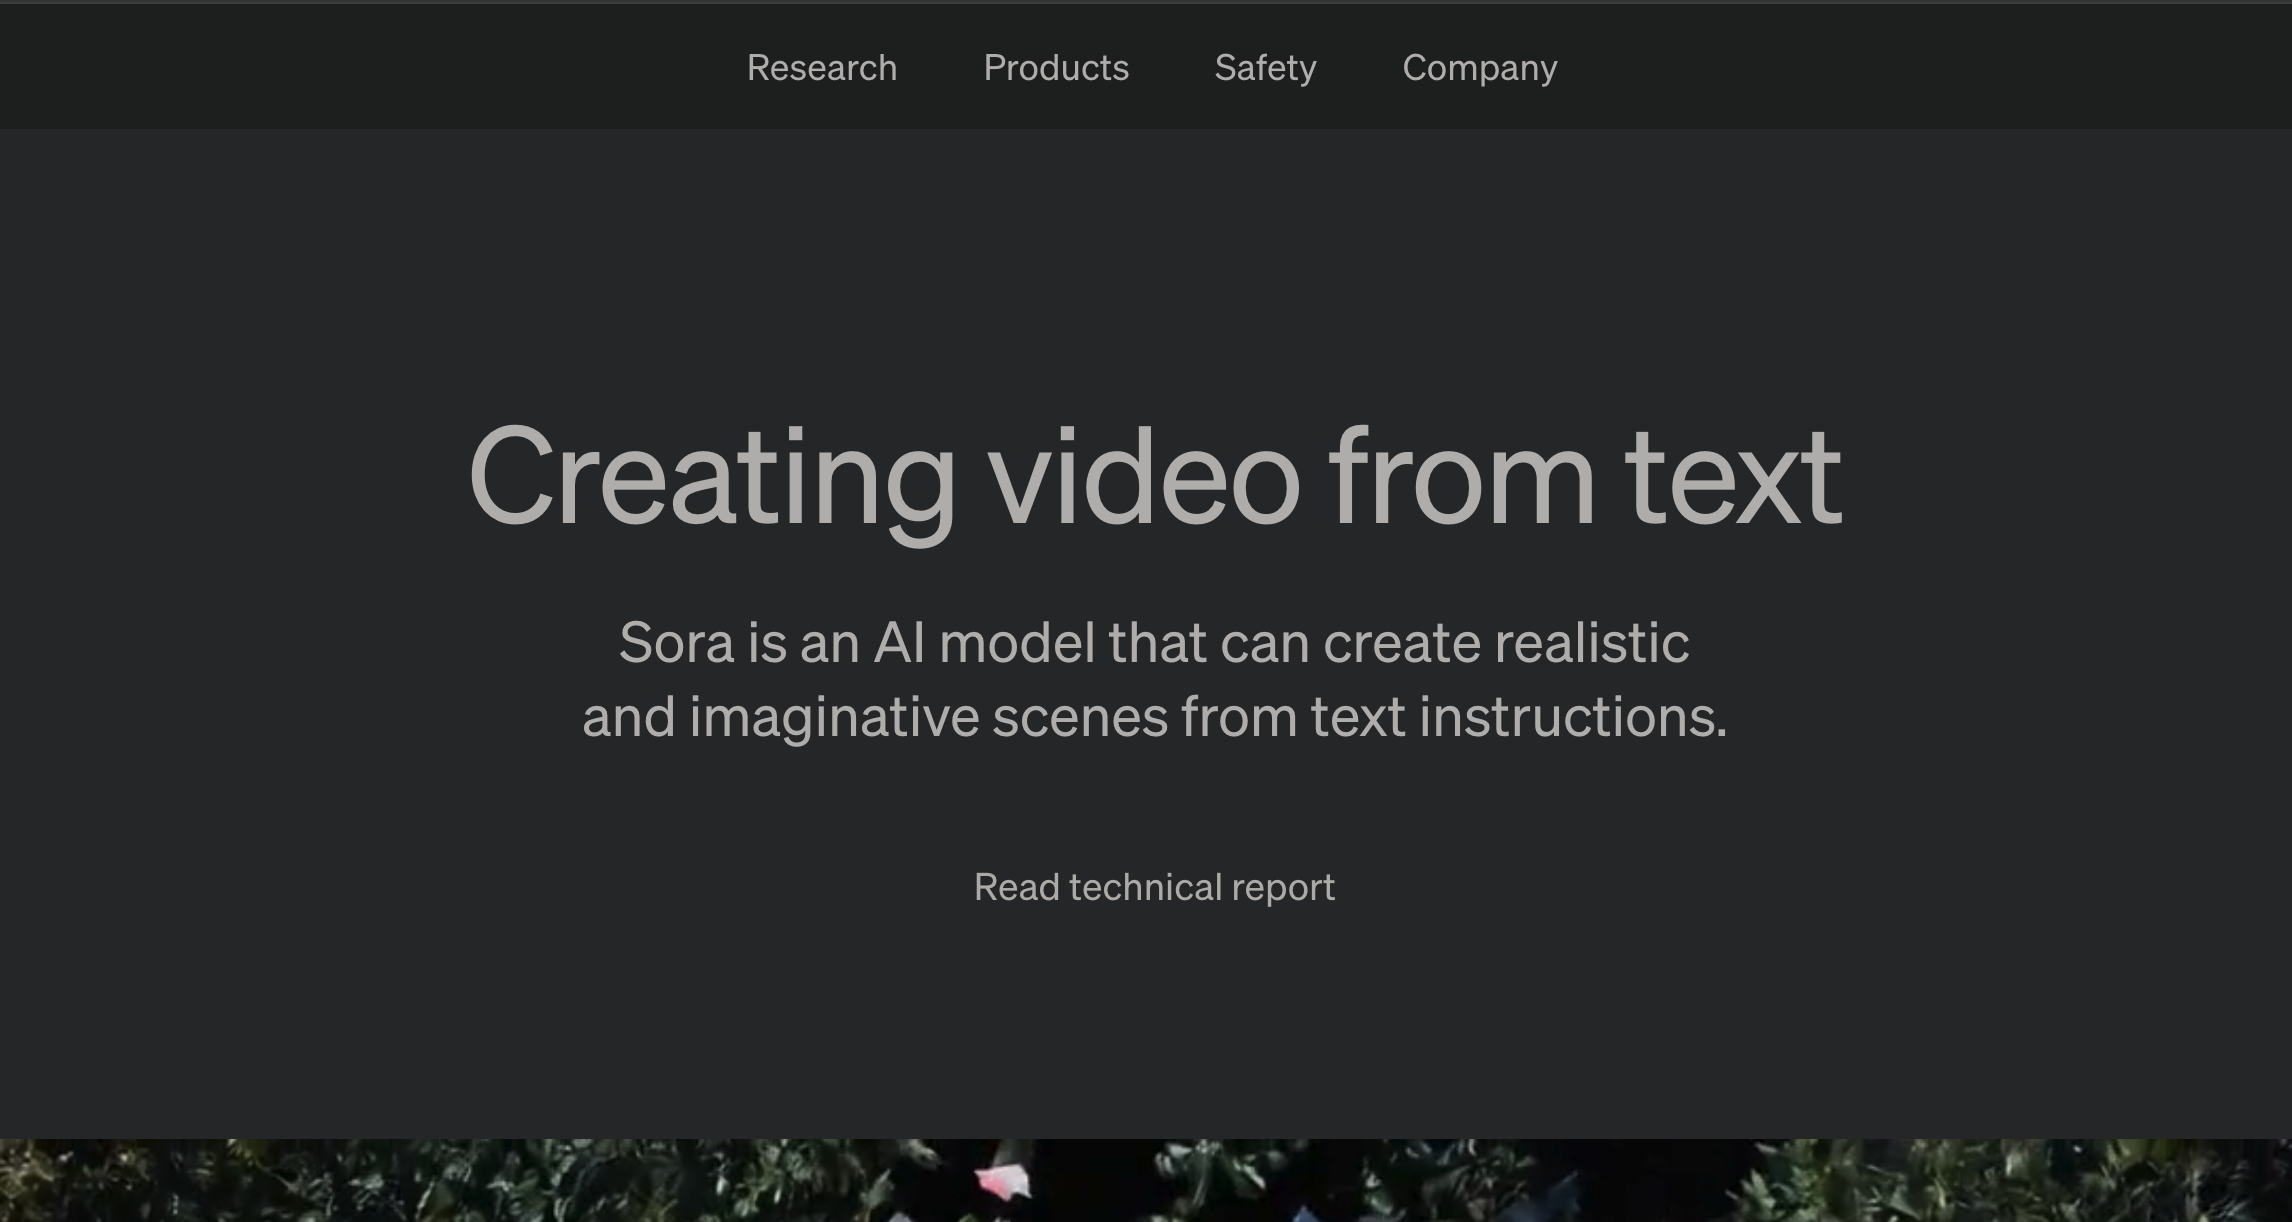 Research Products Safety Company
Creating video from text
Sora is an AI model that can create realistic
and imaginative scenes from text instructions.
Read technical report